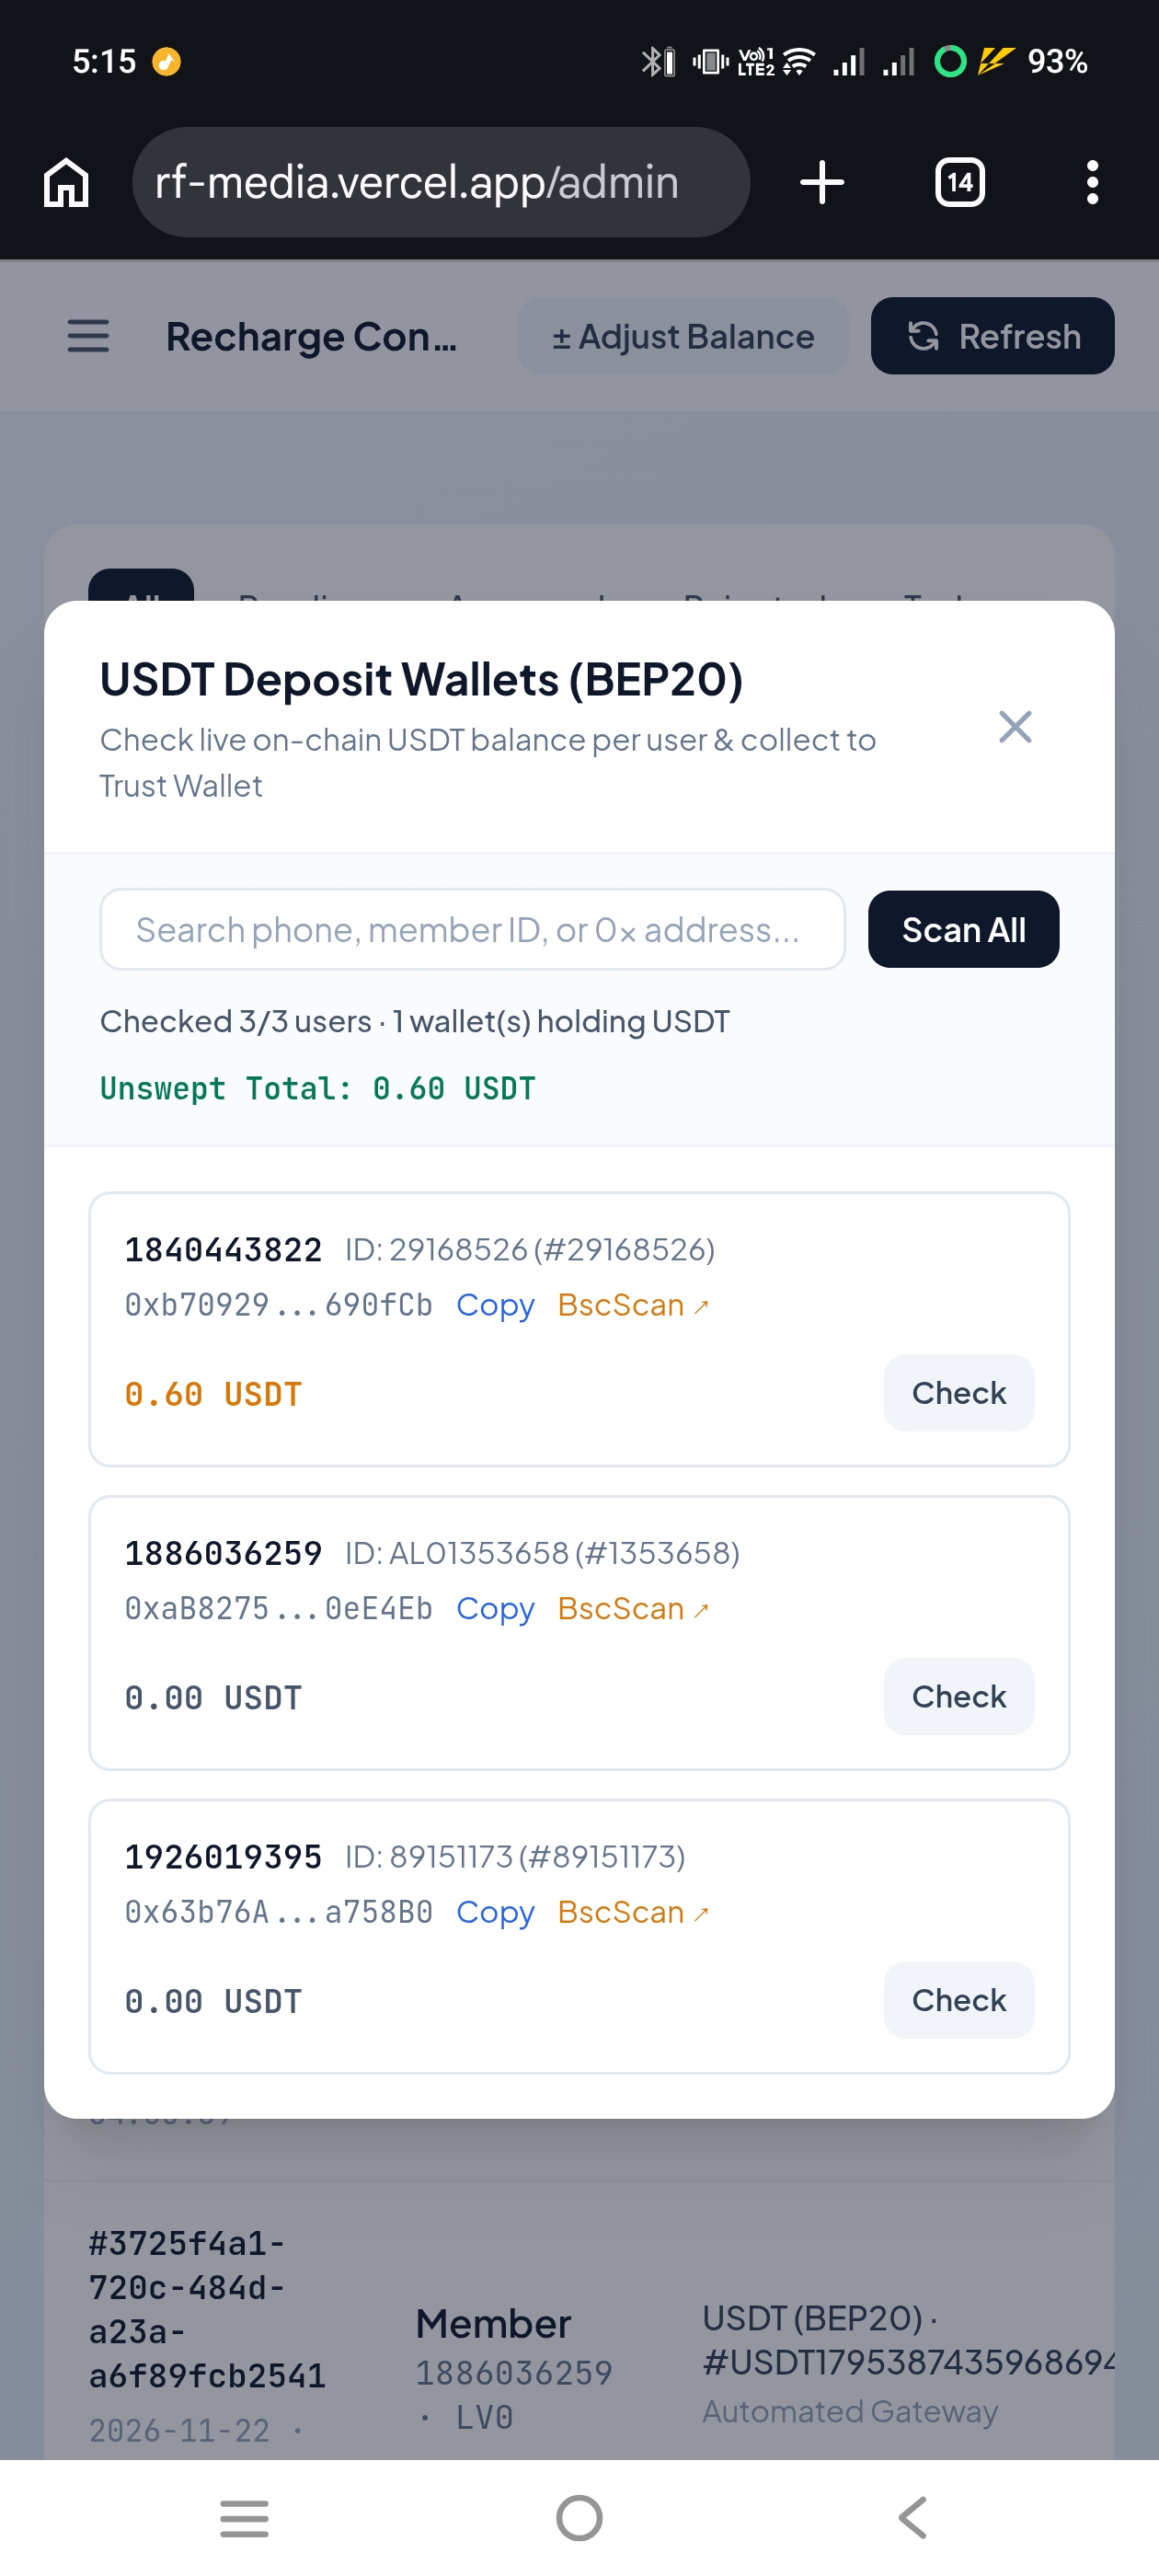 5:15
Vo))1 LTE2
93%
rf-media.vercel.app/admin
14
Recharge Con...
± Adjust Balance
Refresh
USDT Deposit Wallets (BEP20)
Check live on-chain USDT balance per user & collect to
Trust Wallet
Search phone, member ID, or 0x address...
Scan All
Checked 3/3 users · 1 wallet(s) holding USDT
Unswept Total: 0.60 USDT
1840443822 ID: 29168526 (#29168526)
0xb70929...690fCb Copy BscScan ↗
0.60 USDT
Check
1886036259 ID: AL01353658 (#1353658)
0xaB8275...0eE4Eb Copy BscScan ↗
0.00 USDT
Check
1926019395 ID: 89151173 (#89151173)
0x63b76A...a758B0 Copy BscScan ↗
0.00 USDT
Check
#3725f4a1-
720c-484d-
a23a-
a6f89fcb2541
2026-11-22 ·
Member
1886036259
· LV0
USDT (BEP20) ·
#USDT1795387435968694
Automated Gateway